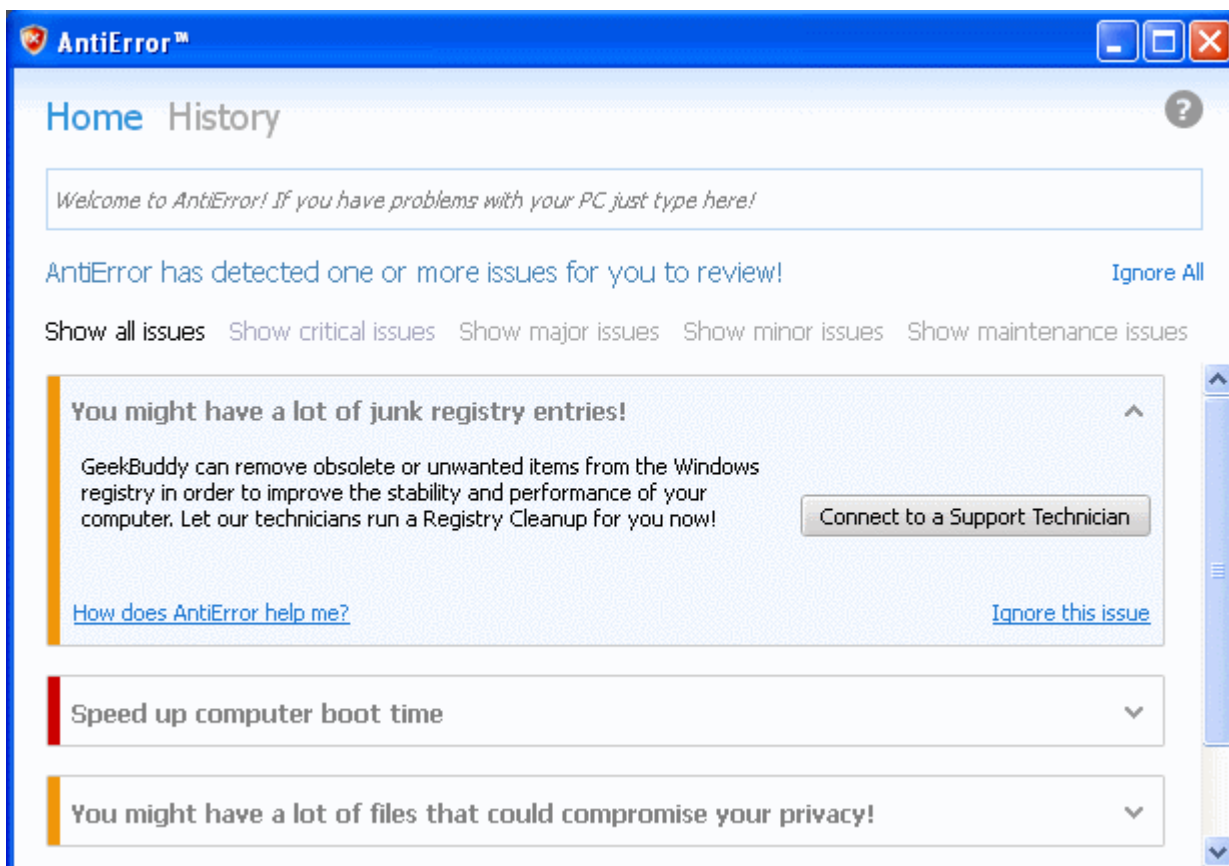 AntiError™
Home History
?
Welcome to AntiError! If you have problems with your PC just type here!
AntiError has detected one or more issues for you to review! Ignore All
Show all issues Show critical issues Show major issues Show minor issues Show maintenance issues
You might have a lot of junk registry entries!
GeekBuddy can remove obsolete or unwanted items from the Windows
registry in order to improve the stability and performance of your
computer. Let our technicians run a Registry Cleanup for you now!
Connect to a Support Technician
How does AntiError help me? Ignore this issue
Speed up computer boot time
You might have a lot of files that could compromise your privacy!